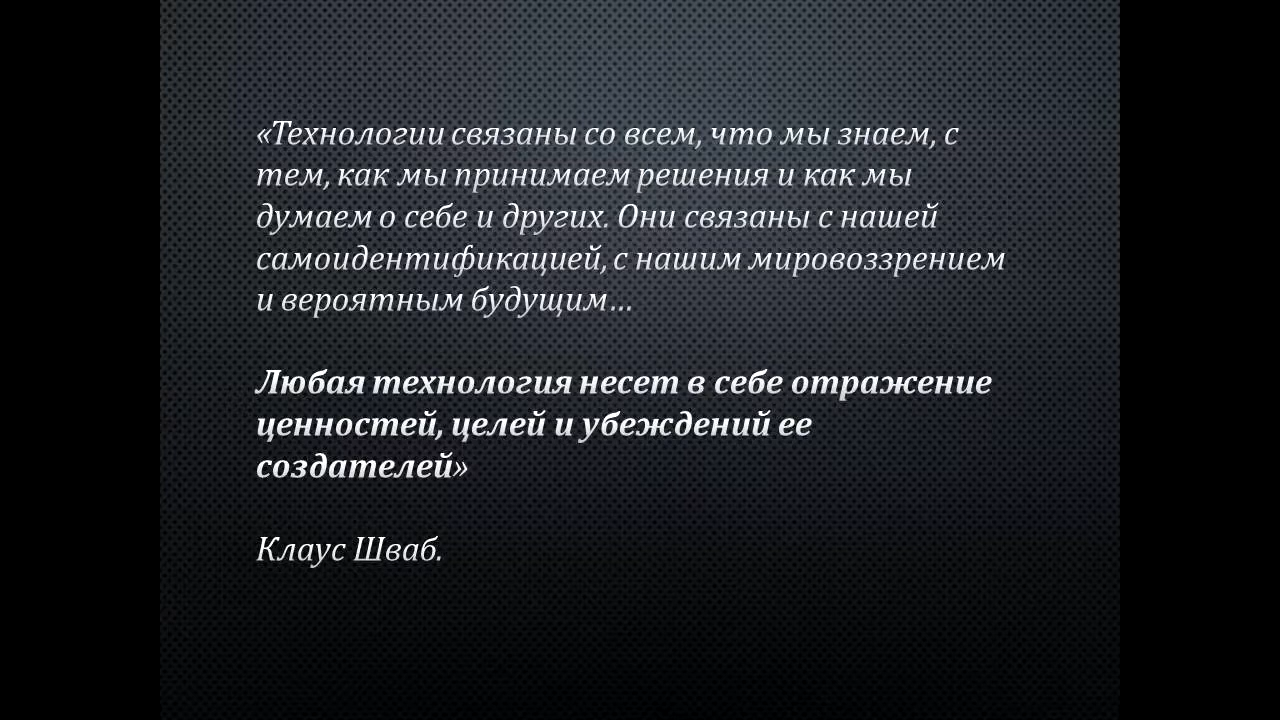 «Технологии связаны со всем, что мы знаем, с
тем, как мы принимаем решения и как мы
думаем о себе и других. Они связаны с нашей
самоидентификацией, с нашим мировоззрением
и вероятным будущим…
Любая технология несет в себе отражение
ценностей, целей и убеждений ее
создателей»
Клаус Шваб.